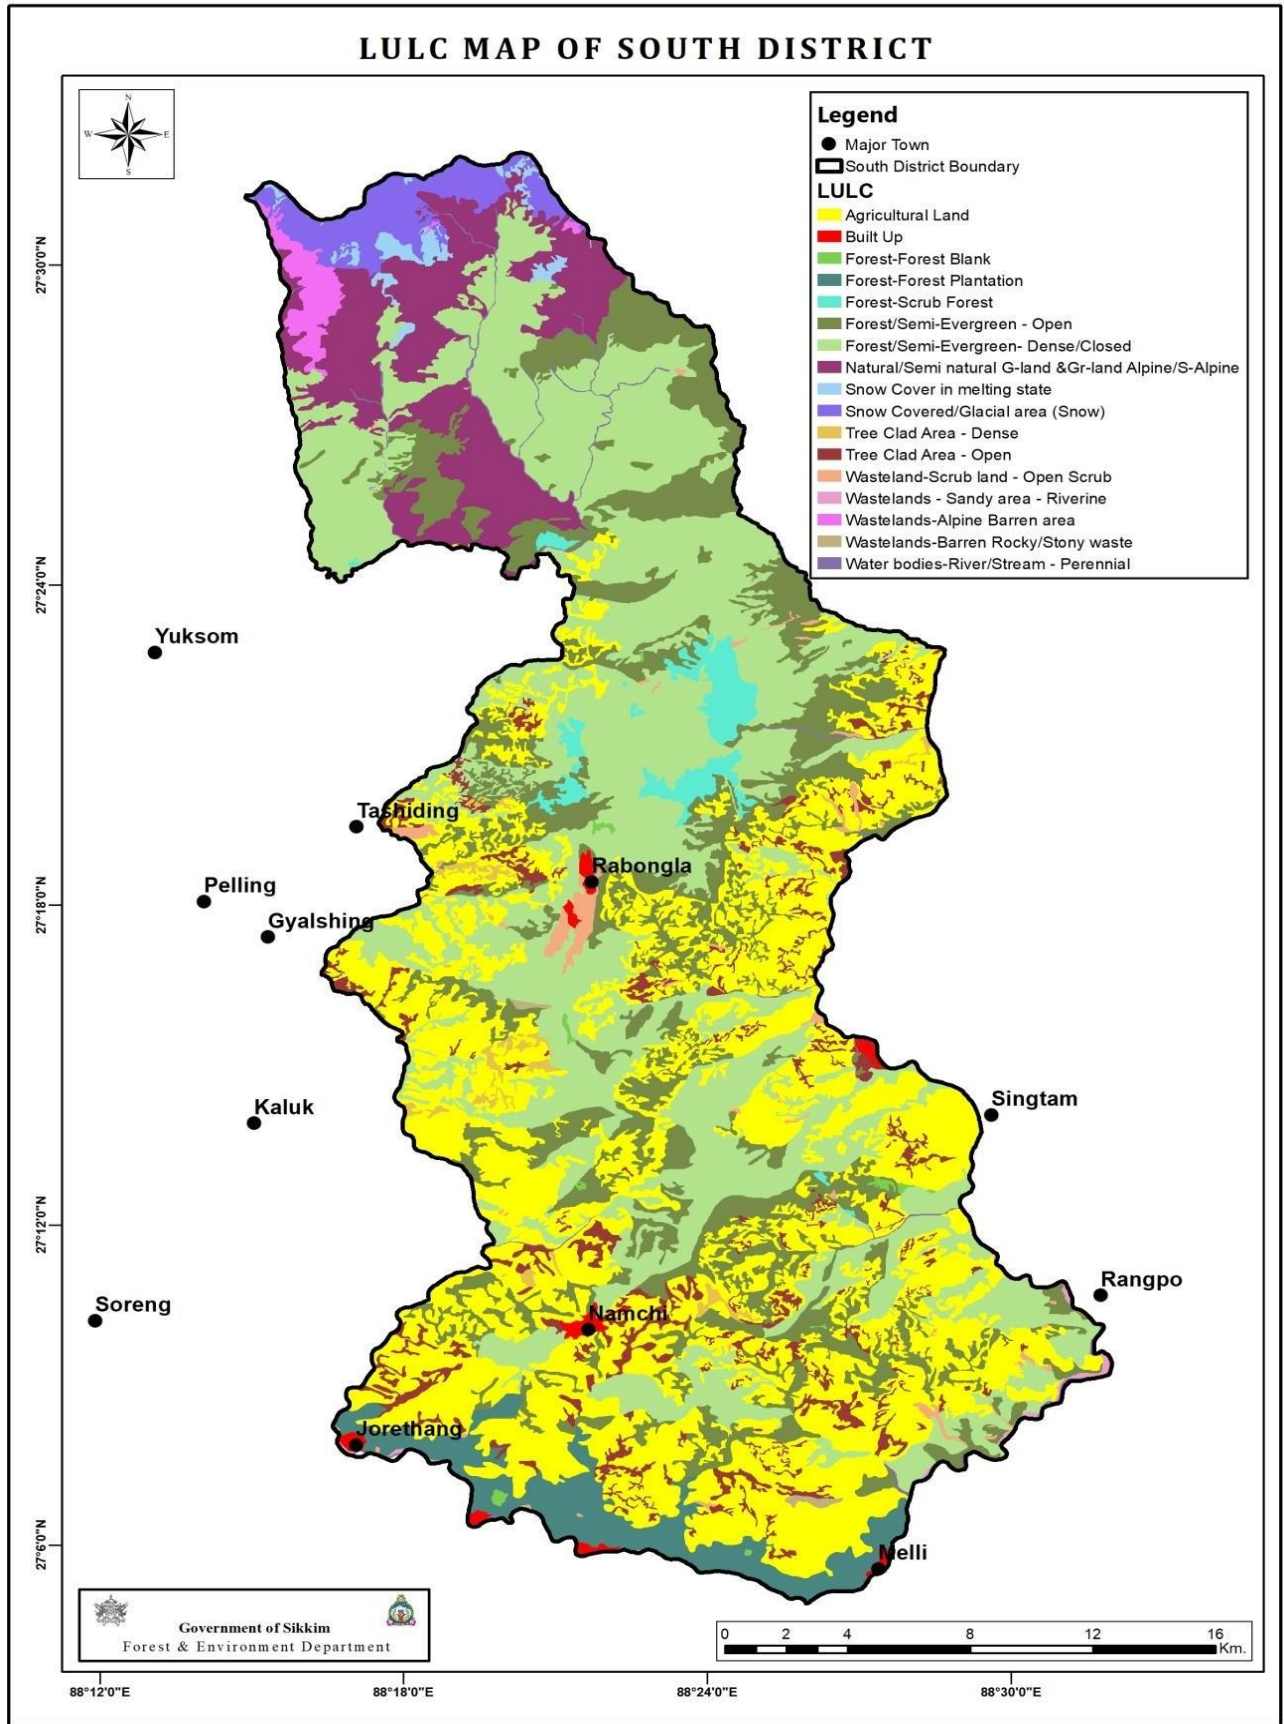 LULC MAP OF SOUTH DISTRICT
N
W E
S
Legend
Major Town
South District Boundary
LULC
Agricultural Land
Built Up
Forest-Forest Blank
Forest-Forest Plantation
Forest-Scrub Forest
Forest/Semi-Evergreen - Open
Forest/Semi-Evergreen- Dense/Closed
Natural/Semi natural G-land &Gr-land Alpine/S-Alpine
Snow Cover in melting state
Snow Covered/Glacial area (Snow)
Tree Clad Area - Dense
Tree Clad Area - Open
Wasteland-Scrub land - Open Scrub
Wastelands - Sandy area - Riverine
Wastelands-Alpine Barren area
Wastelands-Barren Rocky/Stony waste
Water bodies-River/Stream - Perennial
27°30'0"N
27°24'0"N
Yuksom
Tashiding
Rabongla
Pelling
27°18'0"N
Gyalshing
Singtam
Kaluk
27°12'0"N
Rangpo
Soreng
Namchi
Jorethang
27°6'0"N
Melli
Government of Sikkim
Forest & Environment Department
0 2 4 8 12 16
Km.
88°12'0"E 88°18'0"E 88°24'0"E 88°30'0"E